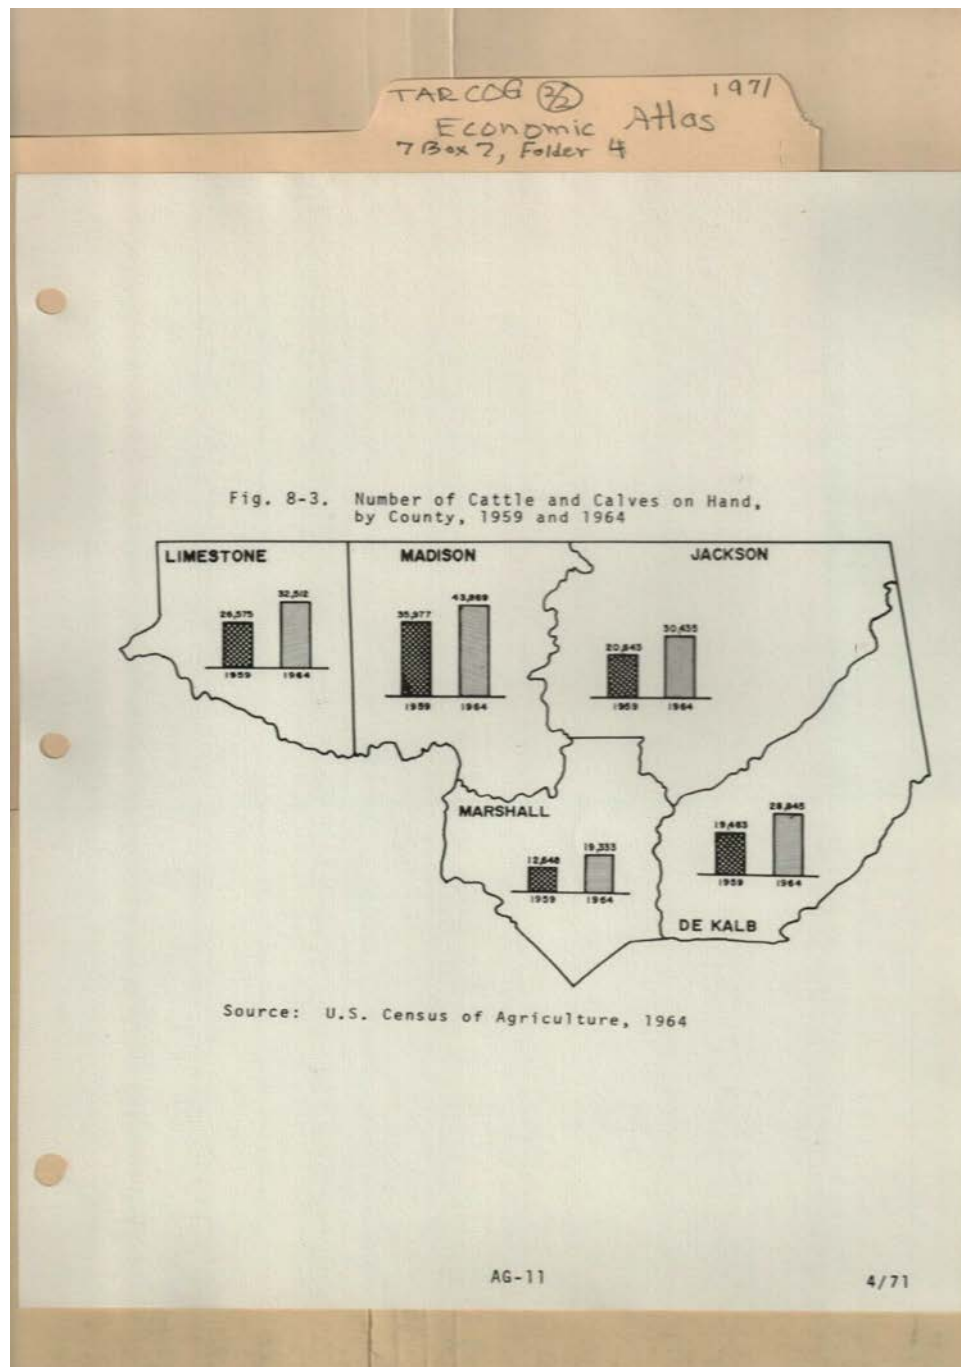 TARCOG 2/2 1971
Economic Atlas
7 Box 7, Folder 4
Fig. 8-3. Number of Cattle and Calves on Hand,
by County, 1959 and 1964
LIMESTONE
26,575
32,512
1959 1964
MADISON
35,977
43,869
1959 1964
JACKSON
20,843
30,435
1959 1964
MARSHALL
12,648
19,333
1959 1964
DE KALB
19,483
28,845
1959 1964
Source: U.S. Census of Agriculture, 1964
AG-11
4/71